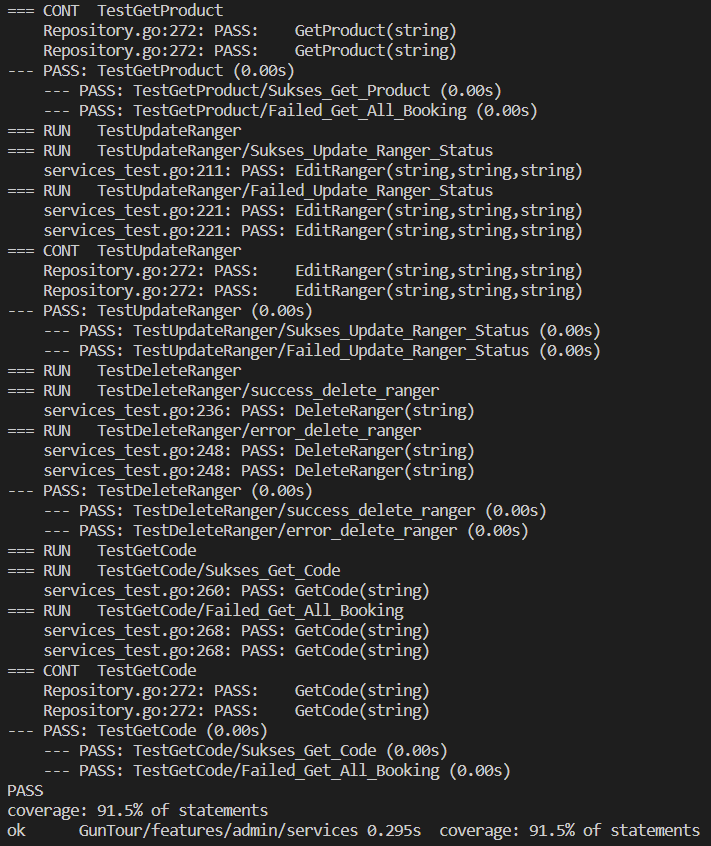 === CONT  TestGetProduct
    Repository.go:272: PASS:    GetProduct(string)
    Repository.go:272: PASS:    GetProduct(string)
--- PASS: TestGetProduct (0.00s)
    --- PASS: TestGetProduct/Sukses_Get_Product (0.00s)
    --- PASS: TestGetProduct/Failed_Get_All_Booking (0.00s)
=== RUN   TestUpdateRanger
=== RUN   TestUpdateRanger/Sukses_Update_Ranger_Status
    services_test.go:211: PASS: EditRanger(string,string,string)
=== RUN   TestUpdateRanger/Failed_Update_Ranger_Status
    services_test.go:221: PASS: EditRanger(string,string,string)
    services_test.go:221: PASS: EditRanger(string,string,string)
=== CONT  TestUpdateRanger
    Repository.go:272: PASS:    EditRanger(string,string,string)
    Repository.go:272: PASS:    EditRanger(string,string,string)
--- PASS: TestUpdateRanger (0.00s)
    --- PASS: TestUpdateRanger/Sukses_Update_Ranger_Status (0.00s)
    --- PASS: TestUpdateRanger/Failed_Update_Ranger_Status (0.00s)
=== RUN   TestDeleteRanger
=== RUN   TestDeleteRanger/success_delete_ranger
    services_test.go:236: PASS: DeleteRanger(string)
=== RUN   TestDeleteRanger/error_delete_ranger
    services_test.go:248: PASS: DeleteRanger(string)
    services_test.go:248: PASS: DeleteRanger(string)
--- PASS: TestDeleteRanger (0.00s)
    --- PASS: TestDeleteRanger/success_delete_ranger (0.00s)
    --- PASS: TestDeleteRanger/error_delete_ranger (0.00s)
=== RUN   TestGetCode
=== RUN   TestGetCode/Sukses_Get_Code
    services_test.go:260: PASS: GetCode(string)
=== RUN   TestGetCode/Failed_Get_All_Booking
    services_test.go:268: PASS: GetCode(string)
    services_test.go:268: PASS: GetCode(string)
=== CONT  TestGetCode
    Repository.go:272: PASS:    GetCode(string)
    Repository.go:272: PASS:    GetCode(string)
--- PASS: TestGetCode (0.00s)
    --- PASS: TestGetCode/Sukses_Get_Code (0.00s)
    --- PASS: TestGetCode/Failed_Get_All_Booking (0.00s)
PASS
coverage: 91.5% of statements
ok      GunTour/features/admin/services 0.295s  coverage: 91.5% of statements